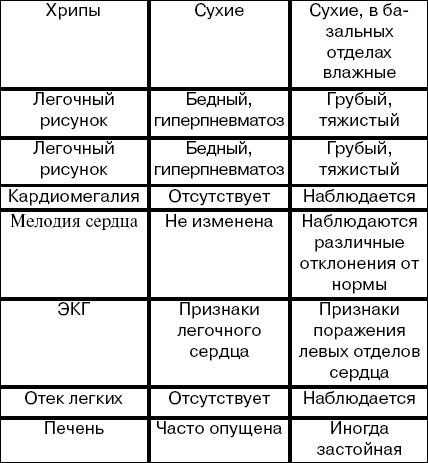 Хрипы
Сухие
Сухие, в ба-
зальных
отделах
влажные
Легочный
рисунок
Бедный,
гиперпневматоз
Грубый,
тяжистый
Легочный
рисунок
Бедный,
гиперпневматоз
Грубый,
тяжистый
Кардиомегалия
Отсутствует
Наблюдается
Мелодия сердца
Не изменена
Наблюдаются
различные
отклонения от
нормы
ЭКГ
Признаки
легочного
сердца
Признаки
поражения
левых отделов
сердца
Отек легких
Отсутствует
Наблюдается
Печень
Часто опущена
Иногда
застойная